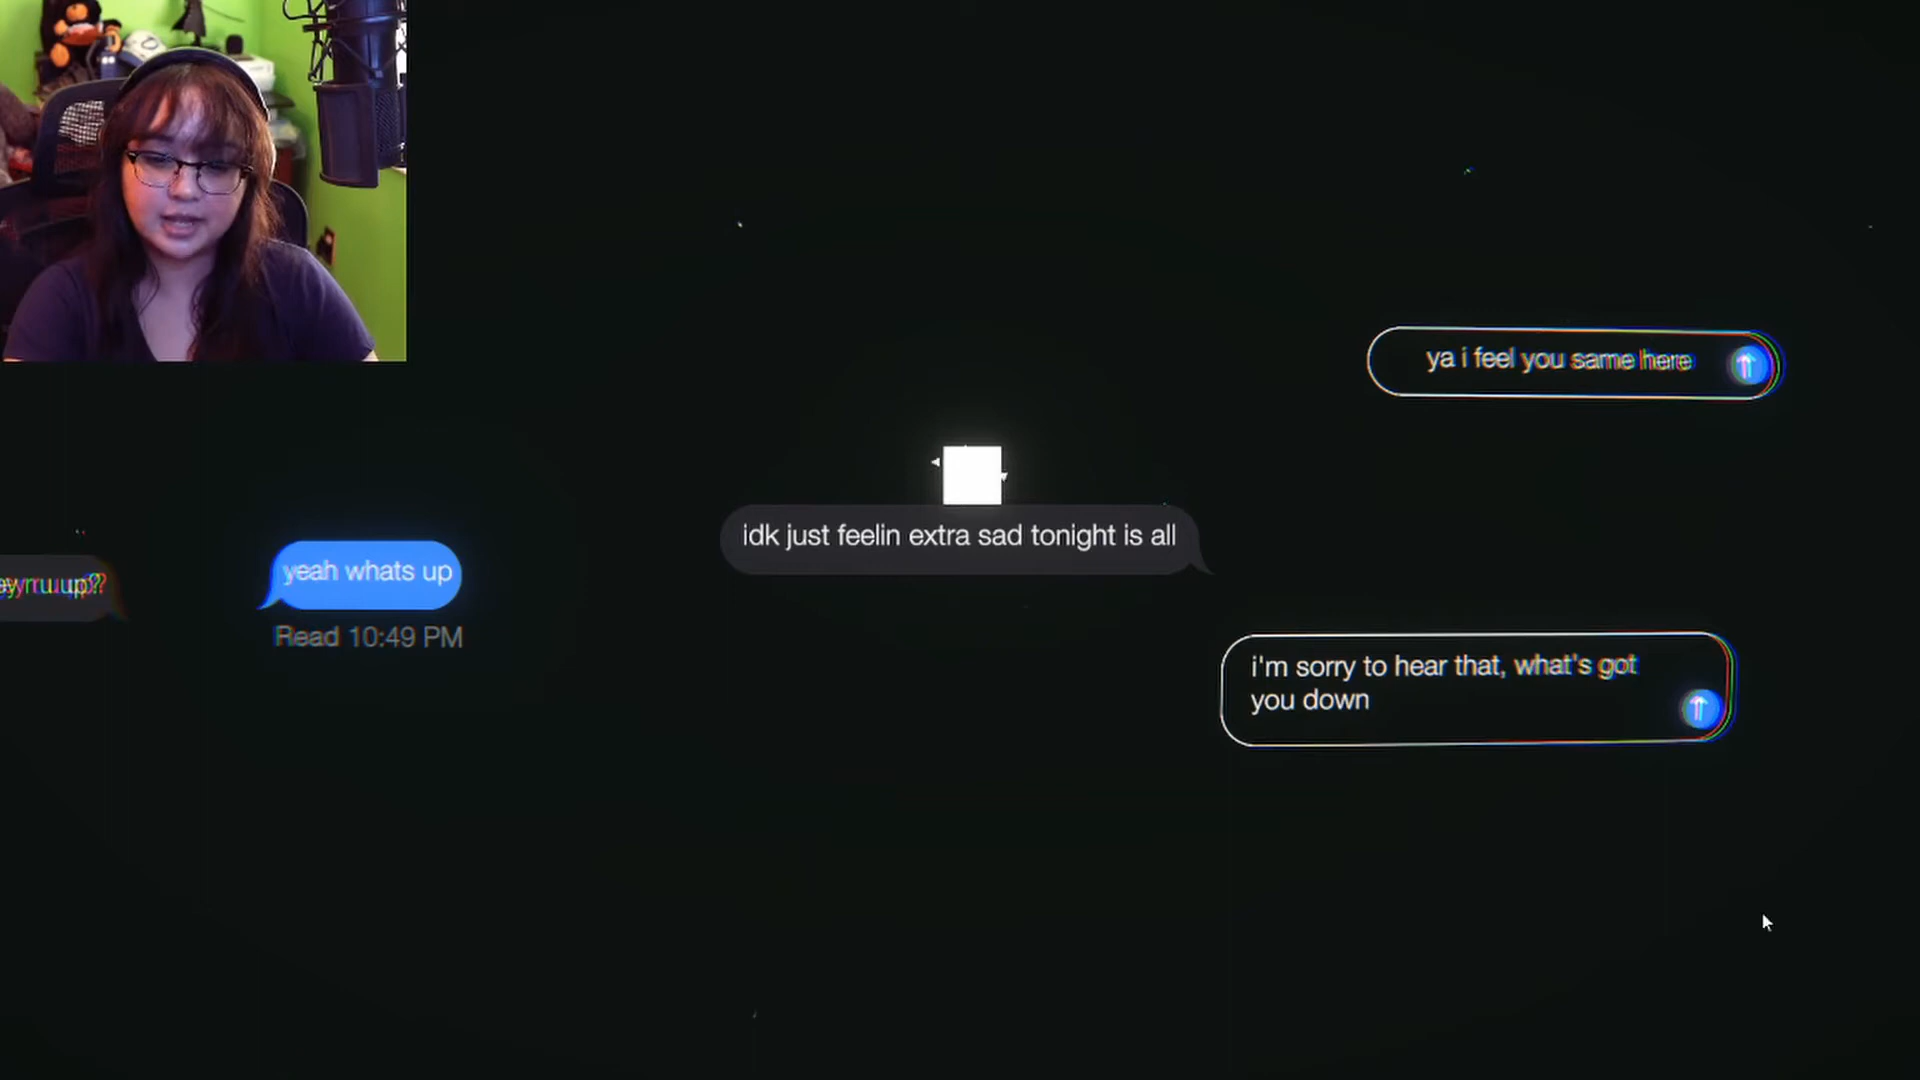 yeah whats up
Read 10:49 PM
idk just feelin extra sad tonight is all
ya i feel you same here
i'm sorry to hear that, what's got
you down